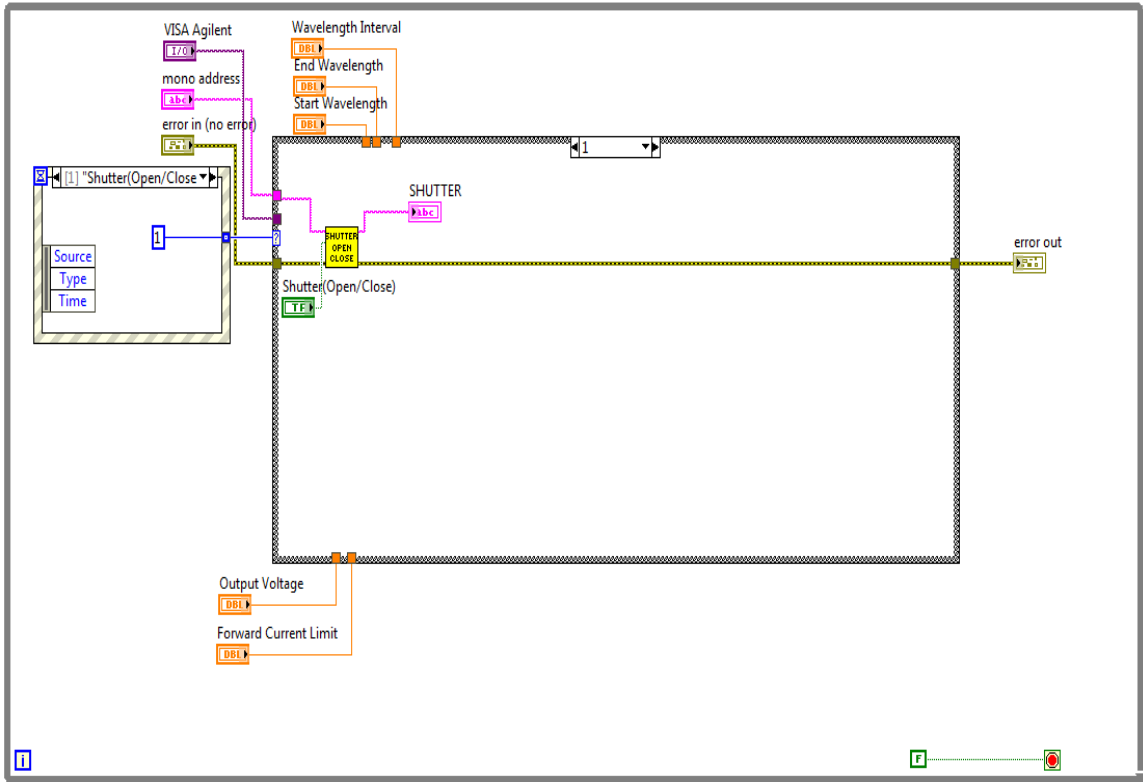 VISA Agilent
I/O
mono address
abc
error in (no error)
Wavelength Interval
DBL
End Wavelength
DBL
Start Wavelength
DBL
[1] "Shutter(Open/Close
1
Source
Type
Time
1
?
SHUTTER
OPEN
CLOSE
SHUTTER
abc
Shutter(Open/Close)
TF
error out
Output Voltage
DBL
Forward Current Limit
DBL
i
F